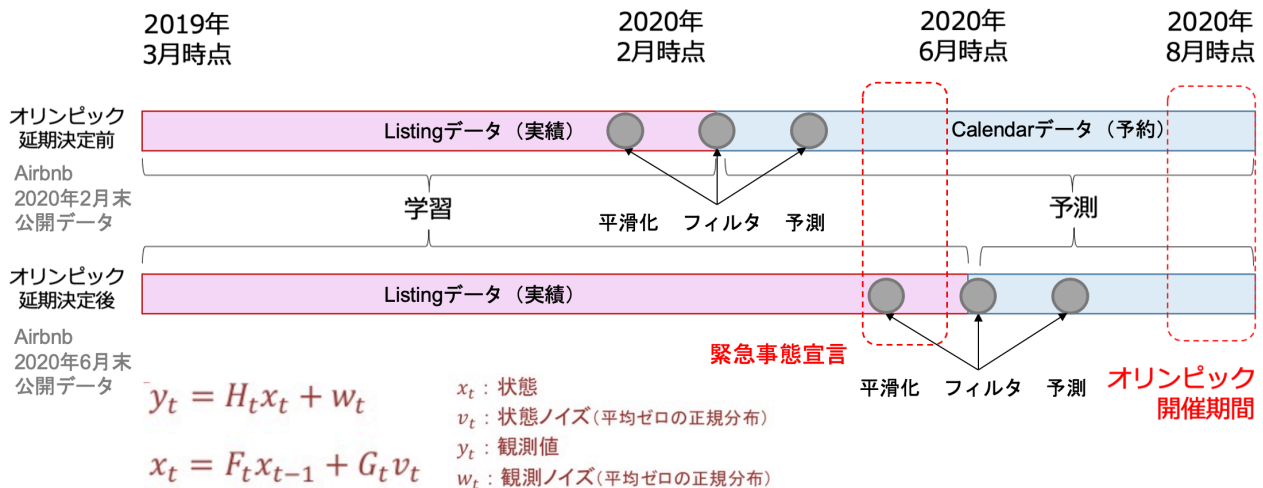 2019年
3月時点
2020年
2月時点
2020年
6月時点
2020年
8月時点
オリンピック
延期決定前
Listingデータ（実績）
Calendarデータ（予約）
Airbnb
2020年2月末
公開データ
学習
平滑化
フィルタ
予測
予測
オリンピック
延期決定後
Listingデータ（実績）
Airbnb
2020年6月末
公開データ
緊急事態宣言
平滑化
フィルタ
予測
オリンピック
開催期間
y_t = H_t x_t + w_t
x_t = F_t x_{t-1} + G_t v_t
x_t：状態
v_t：状態ノイズ（平均ゼロの正規分布）
y_t：観測値
w_t：観測ノイズ（平均ゼロの正規分布）